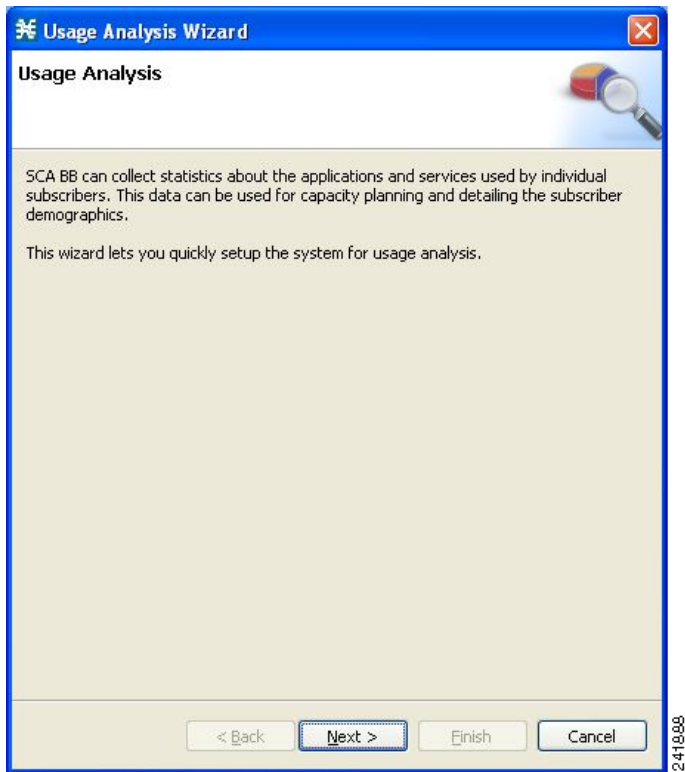 Usage Analysis Wizard
Usage Analysis
SCA BB can collect statistics about the applications and services used by individual
subscribers. This data can be used for capacity planning and detailing the subscriber
demographics.
This wizard lets you quickly setup the system for usage analysis.
< Back
Next >
Finish
Cancel
241888